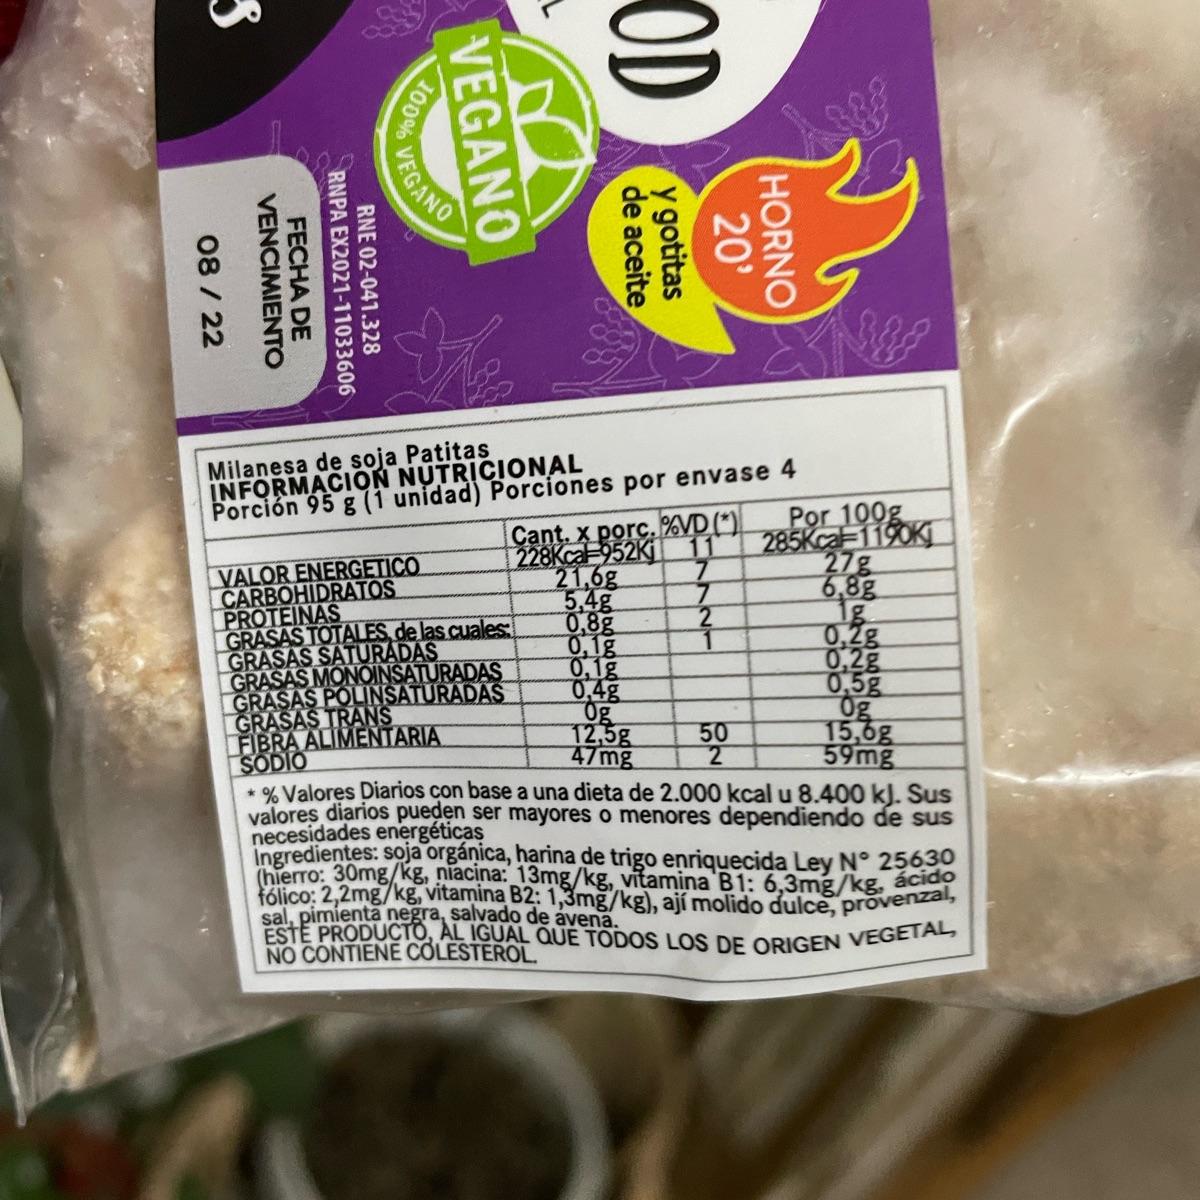 OD
VEGANO
100% VEGANO
HORNO
20'
y gotitas
de aceite
RNE 02-041.328
RNPA EX2021-11033606
FECHA DE
VENCIMIENTO
08 / 22
Milanesa de soja Patitas
INFORMACIÓN NUTRICIONAL
Porción 95 g (1 unidad) Porciones por envase 4
Cant. x porc. %VD (*) Por 100g
VALOR ENERGETICO 228Kcal=952Kj 11 285Kcal=1190Kj
CARBOHIDRATOS 21,6g 7 27g
PROTEINAS 5,4g 7 6,8g
GRASAS TOTALES, de las cuales: 0,8g 2 1g
GRASAS SATURADAS 0,1g 1 0,2g
GRASAS MONOINSATURADAS 0,1g 0,2g
GRASAS POLINSATURADAS 0,4g 0,5g
GRASAS TRANS 0g 0g
FIBRA ALIMENTARIA 12,5g 50 15,6g
SODIO 47mg 2 59mg
* % Valores Diarios con base a una dieta de 2.000 kcal u 8.400 kJ. Sus
valores diarios pueden ser mayores o menores dependiendo de sus
necesidades energéticas
Ingredientes: soja orgánica, harina de trigo enriquecida Ley N° 25630
(hierro: 30mg/kg, niacina: 13mg/kg, vitamina B1: 6,3mg/kg, ácido
fólico: 2,2mg/kg, vitamina B2: 1,3mg/kg), ají molido dulce, provenzal,
sal, pimienta negra, salvado de avena.
ESTE PRODUCTO, AL IGUAL QUE TODOS LOS DE ORIGEN VEGETAL,
NO CONTIENE COLESTEROL.